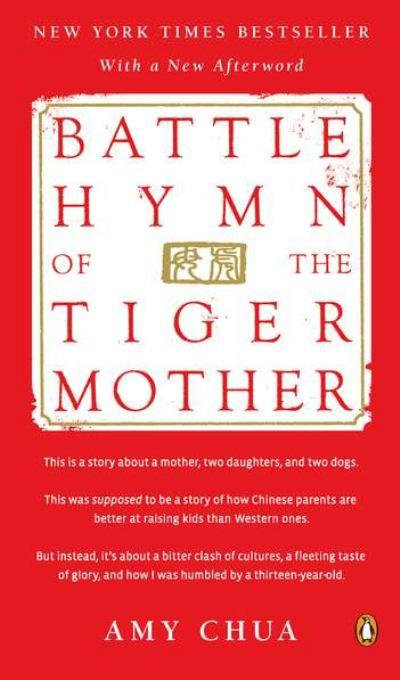 NEW YORK TIMES BESTSELLER
With a New Afterword
BATTLE
HYMN
OF THE
TIGER
MOTHER
This is a story about a mother, two daughters, and two dogs.
This was supposed to be a story of how Chinese parents are
better at raising kids than Western ones.
But instead, it's about a bitter clash of cultures, a fleeting taste
of glory, and how I was humbled by a thirteen-year-old.
AMY CHUA